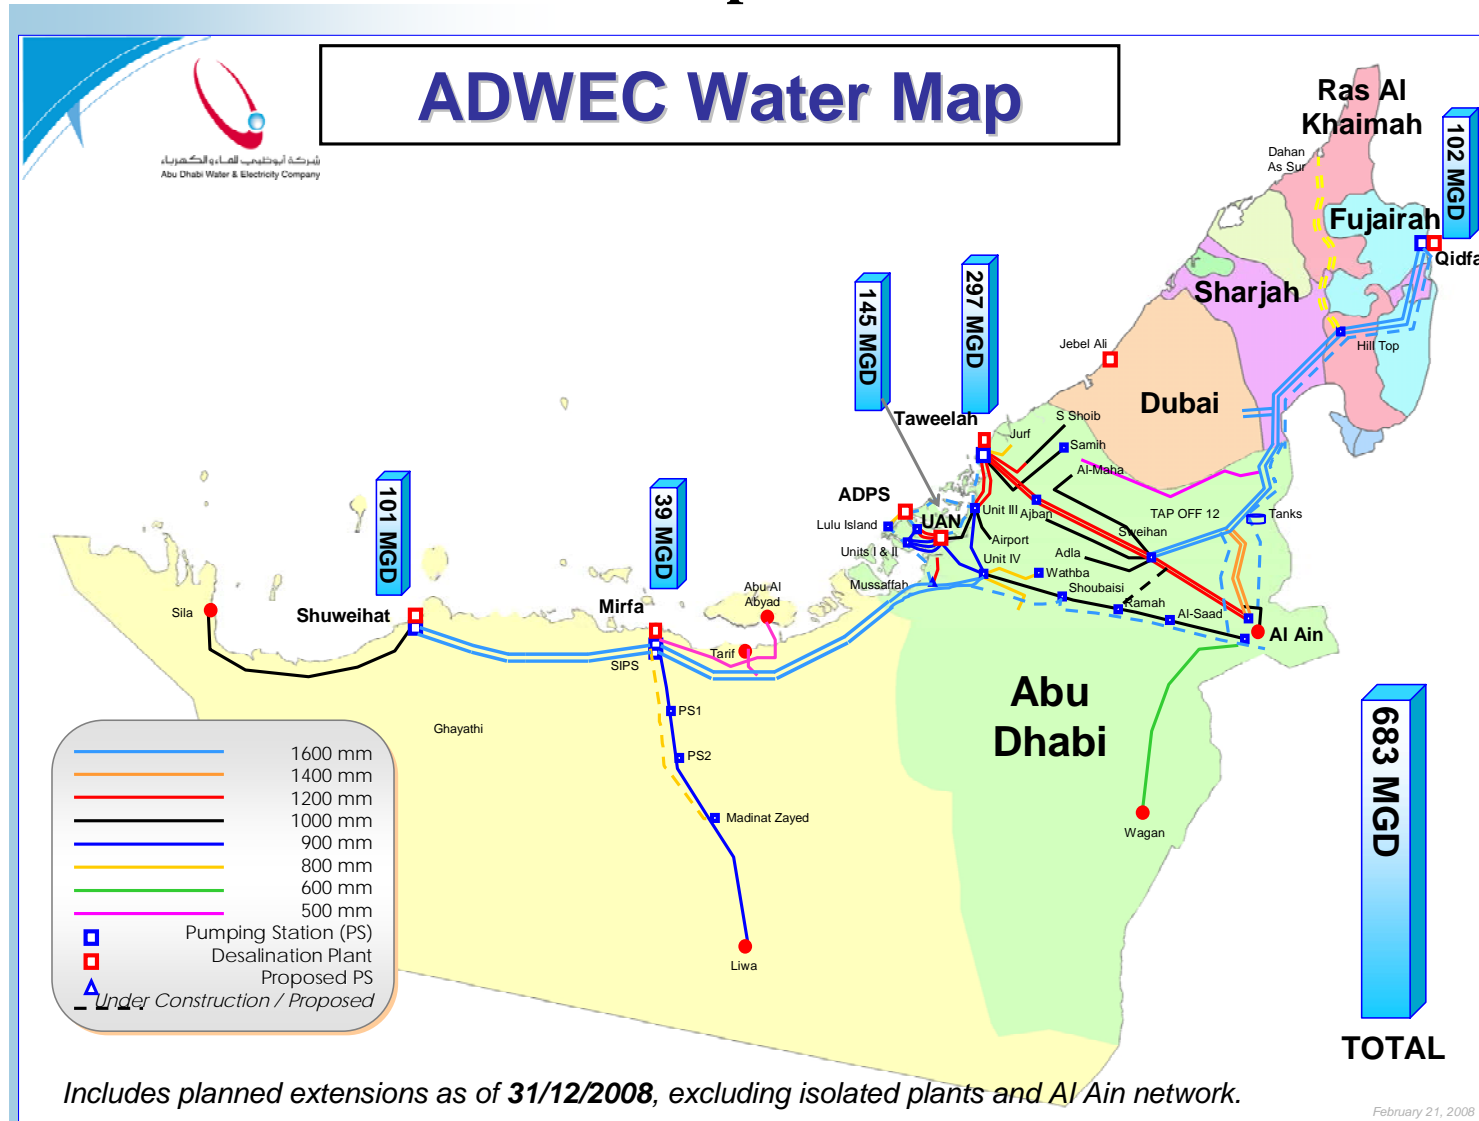 ADWEC Water Map
شركة أبوظبي للماء والكهرباء
Abu Dhabi Water & Electricity Company
Ras Al
Khaimah
102 MGD
Dahan
As Sur
Fujairah
Qidfa
Sharjah
297 MGD
145 MGD
Hill Top
Jebel Ali
Dubai
Taweelah
S Shoib
Jurf
Samih
Al-Maha
101 MGD
39 MGD
ADPS
Lulu Island
UAN
Unit III
Ajban
TAP OFF 12
Tanks
Sweihan
Airport
Units I & II
Unit IV
Adla
Mussaffah
Wathba
Shoubaisi
Abu Al
Abyad
Ramah
Al-Saad
Sila
Shuweihat
Mirfa
Al Ain
SIPS
Tarif
Abu
Dhabi
PS1
Ghayathi
PS2
683 MGD
Madinat Zayed
Wagan
Liwa
TOTAL
1600 mm
1400 mm
1200 mm
1000 mm
900 mm
800 mm
600 mm
500 mm
Pumping Station (PS)
Desalination Plant
Proposed PS
Under Construction / Proposed
Includes planned extensions as of 31/12/2008, excluding isolated plants and Al Ain network.
February 21, 2008